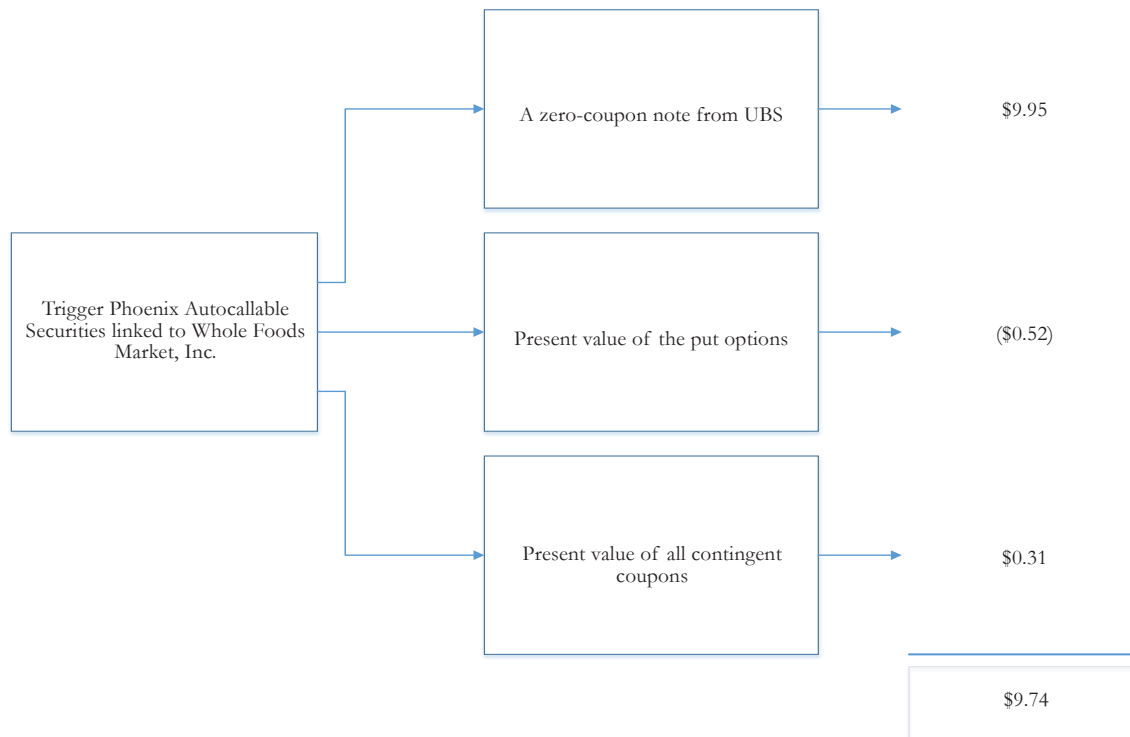 A zero-coupon note from UBS
$9.95
Trigger Phoenix Autocallable
Securities linked to Whole Foods
Market, Inc.
Present value of the put options
($0.52)
Present value of all contingent
coupons
$0.31
$9.74